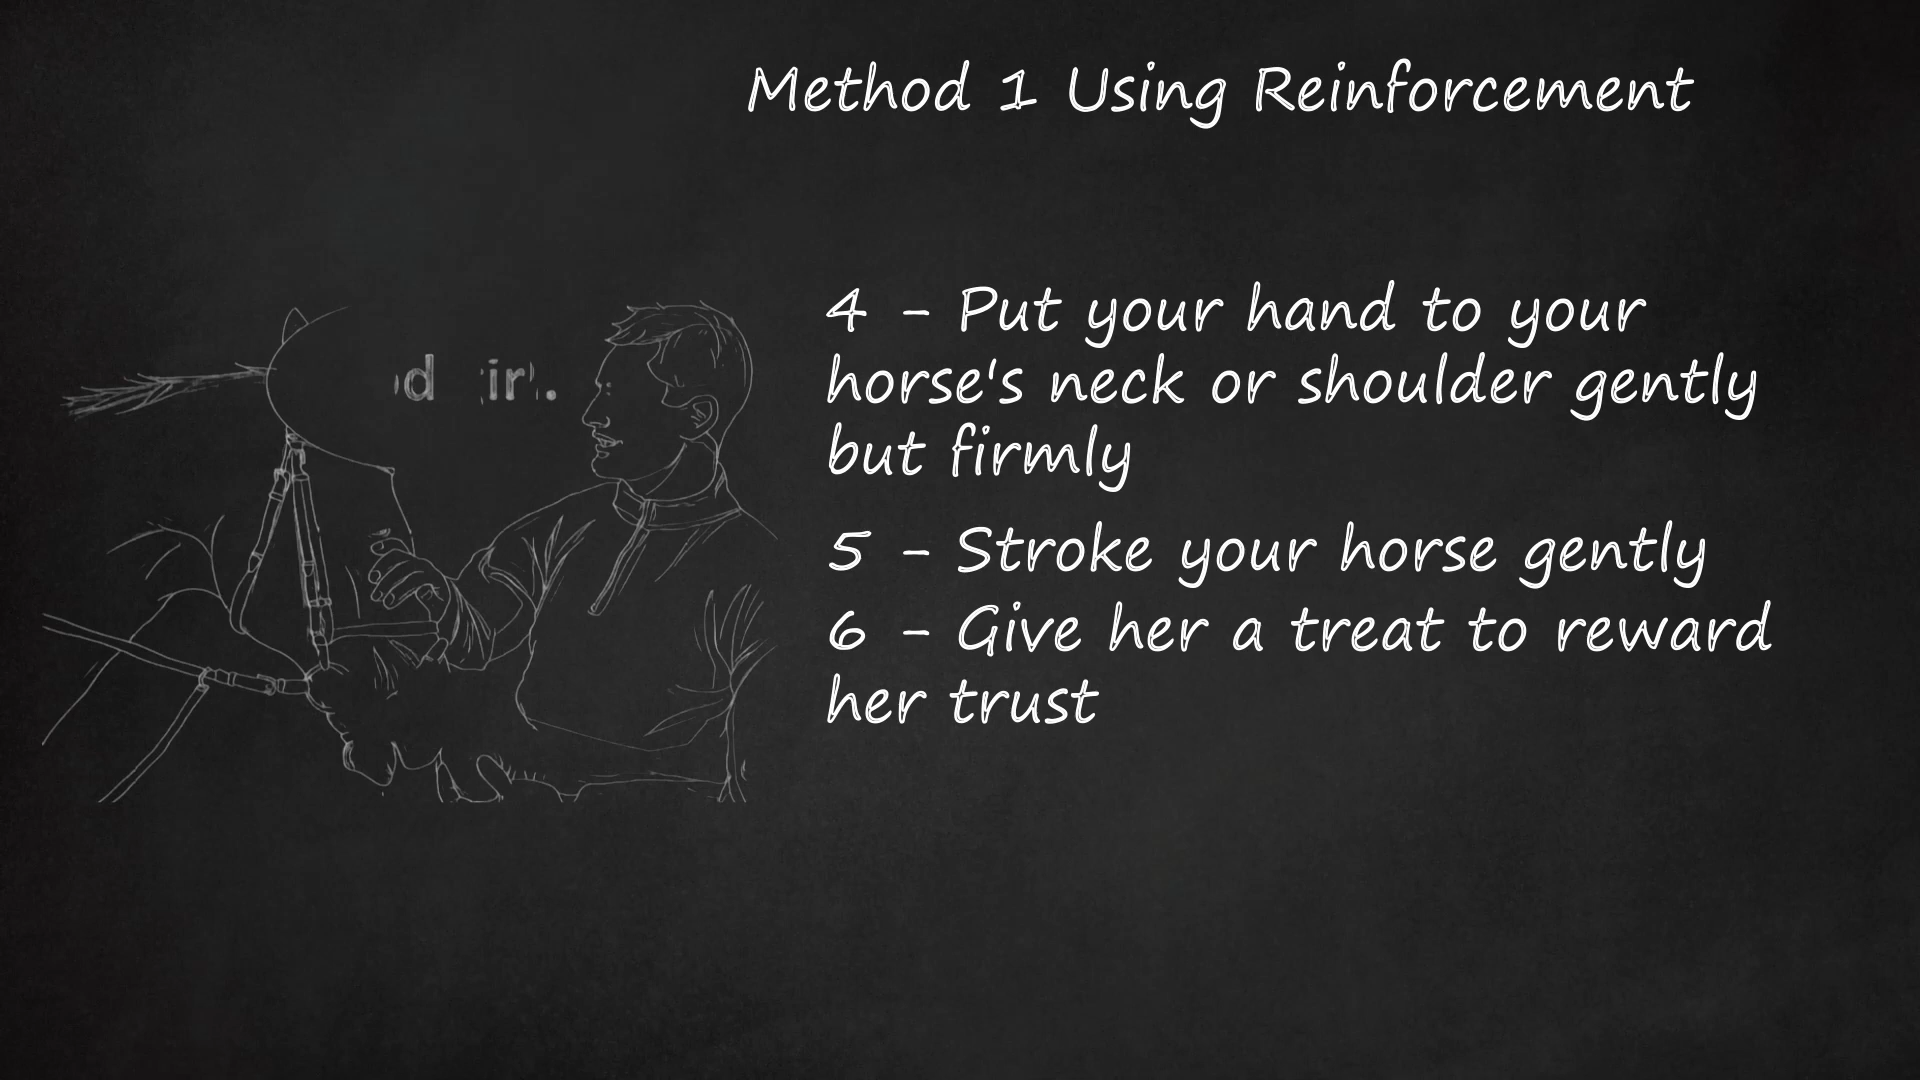 Method 1 Using Reinforcement
4 - Put your hand to your
horse's neck or shoulder gently
but firmly
5 - Stroke your horse gently
6 - Give her a treat to reward
her trust